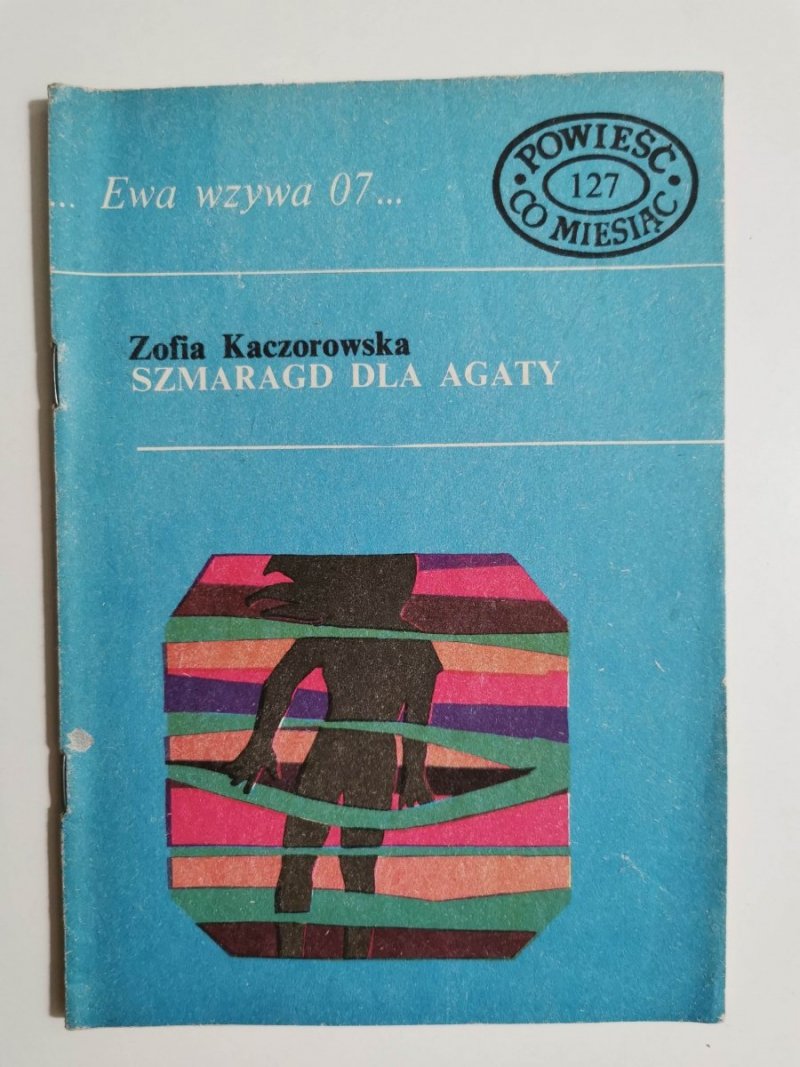 ... Ewa wzywa 07...
POWIEŚĆ
127
CO MIESIĄC
Zofia Kaczorowska
SZMARAGD DLA AGATY